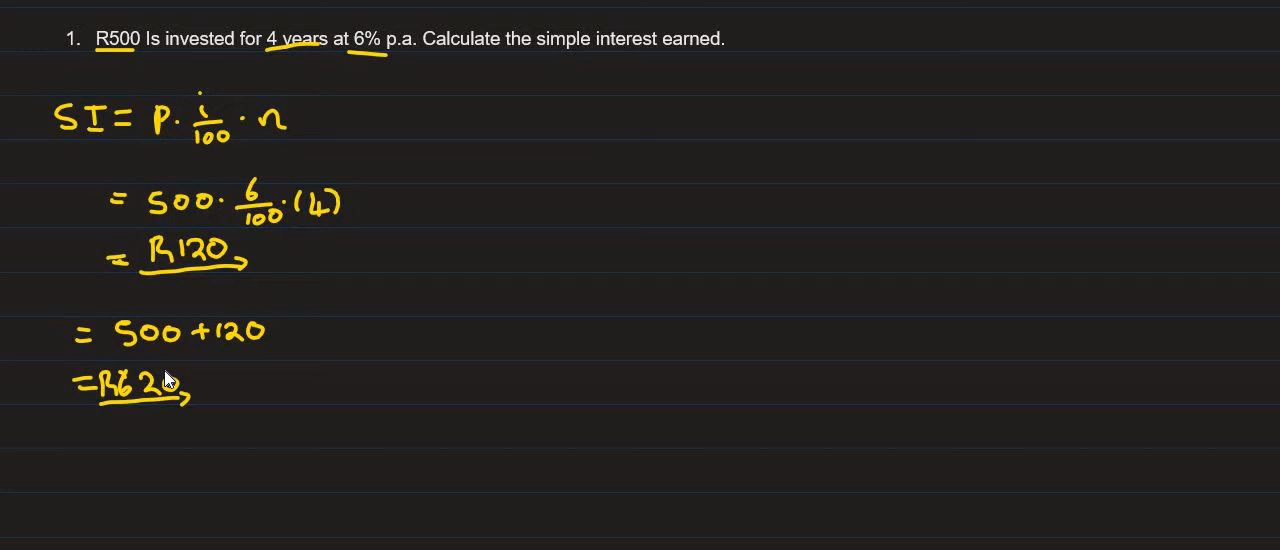 1. R500 Is invested for 4 years at 6% p.a. Calculate the simple interest earned.
SI = P · i/100 · n
= 500 · 6/100 · (4)
= R120
= 500 + 120
= R620